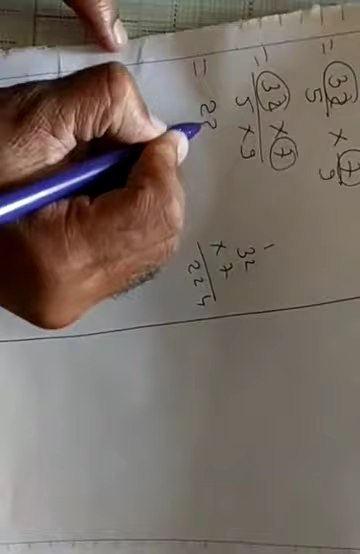 = 32/5 × 7/9
= 32 × 7
5 × 9
= 22
1
32
× 7
224